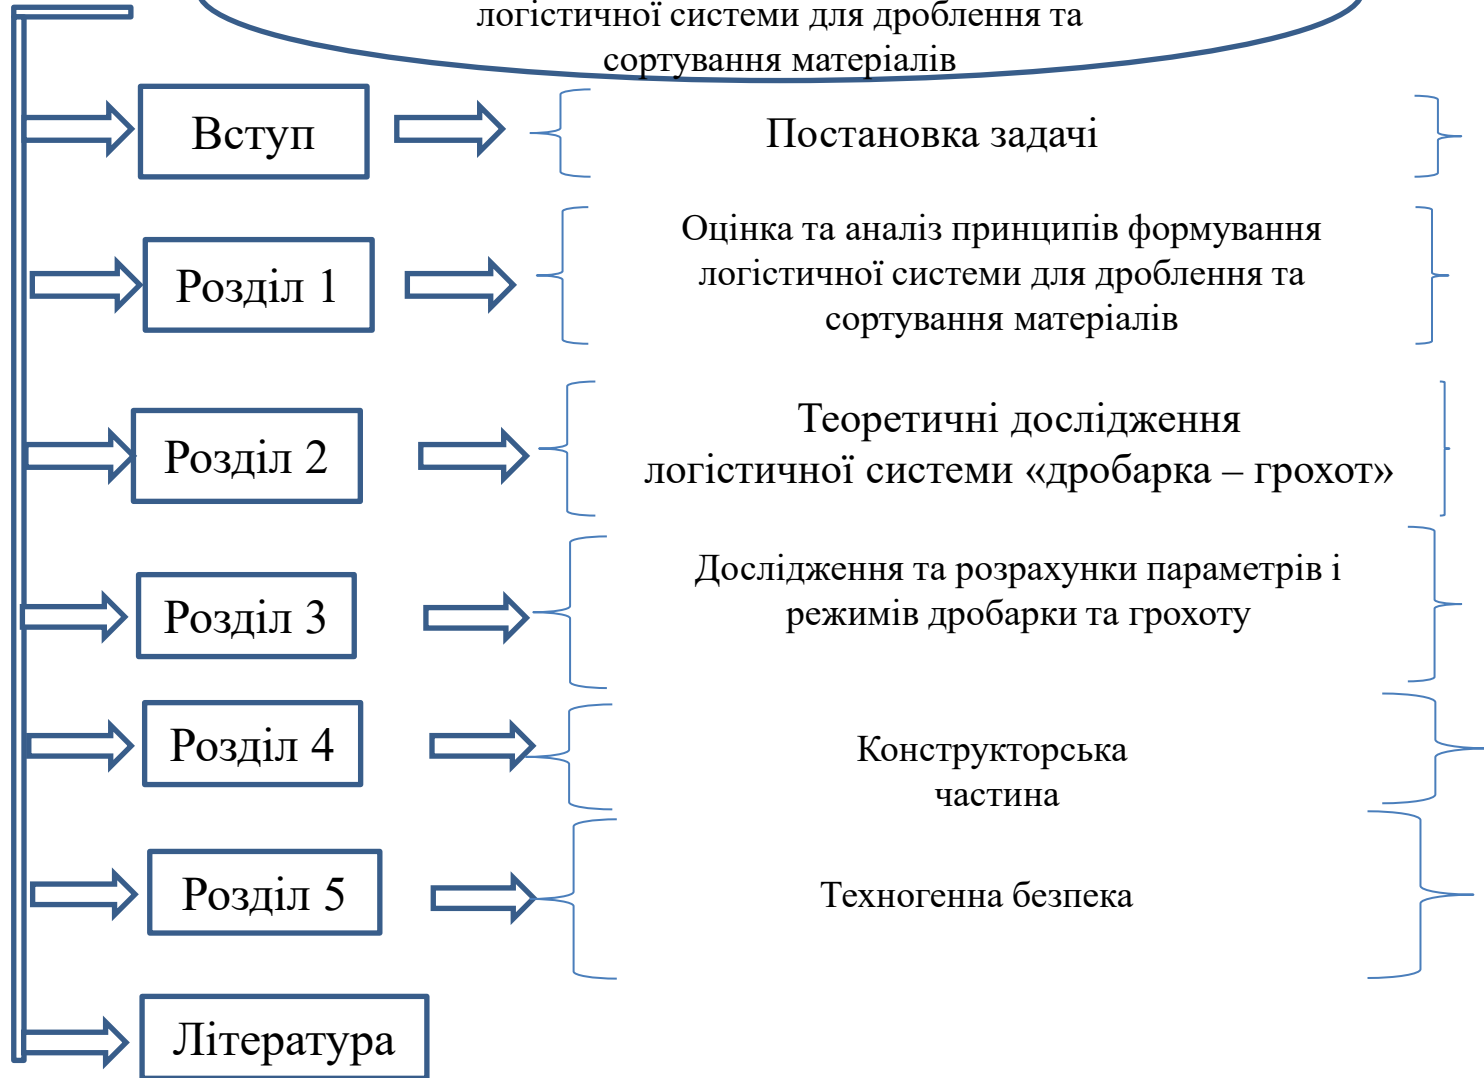 логістичної системи для дроблення та
сортування матеріалів
Вступ
Постановка задачі
Розділ 1
Оцінка та аналіз принципів формування
логістичної системи для дроблення та
сортування матеріалів
Розділ 2
Теоретичні дослідження
логістичної системи «дробарка – грохот»
Розділ 3
Дослідження та розрахунки параметрів і
режимів дробарки та грохоту
Розділ 4
Конструкторська
частина
Розділ 5
Техногенна безпека
Література